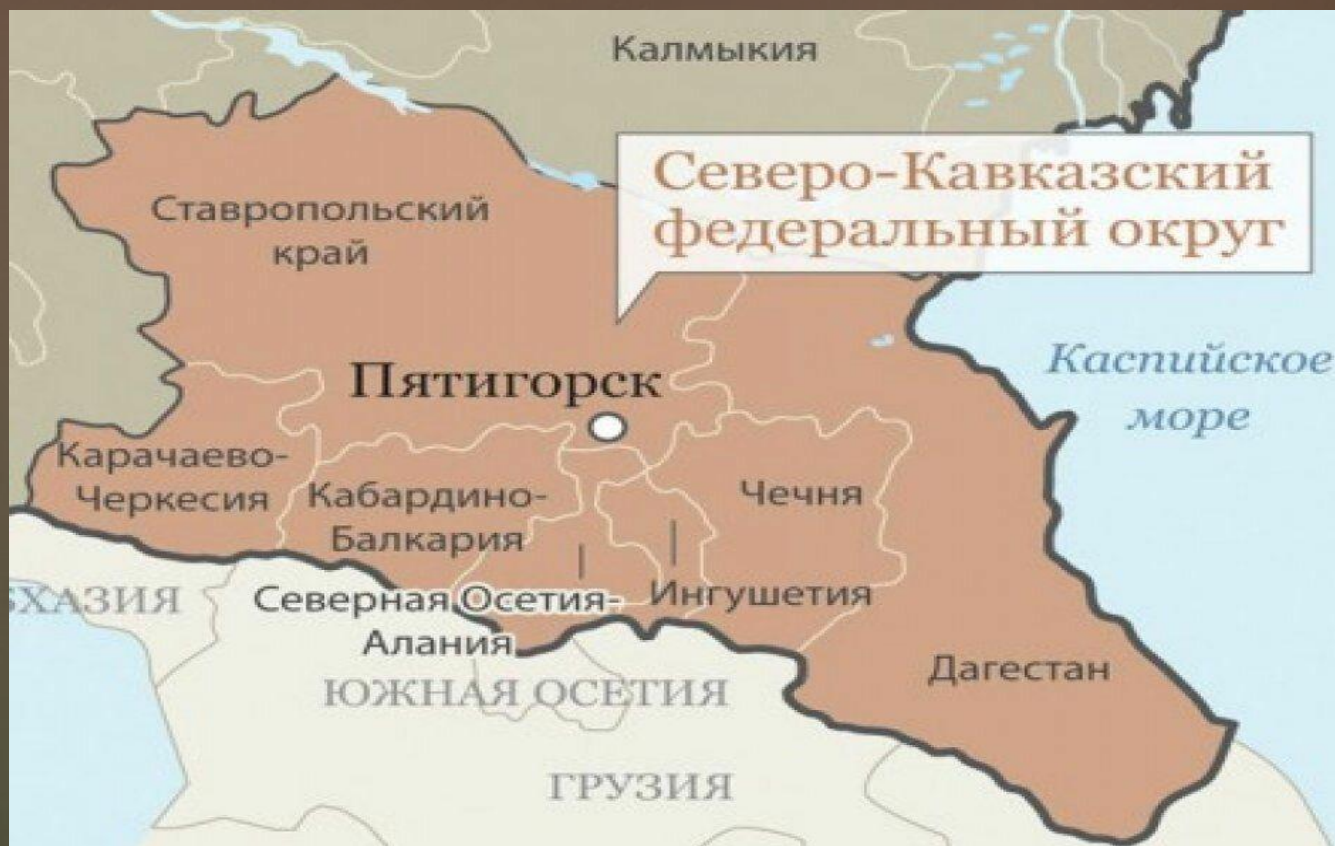 Калмыкия
Северо-Кавказский
федеральный округ
Ставропольский
край
Каспийское
море
Пятигорск
Карачаево-
Черкесия
Кабардино-
Балкария
Чечня
БХАЗИЯ
Северная Осетия-
Алания
Ингушетия
Дагестан
ЮЖНАЯ ОСЕТИЯ
ГРУЗИЯ